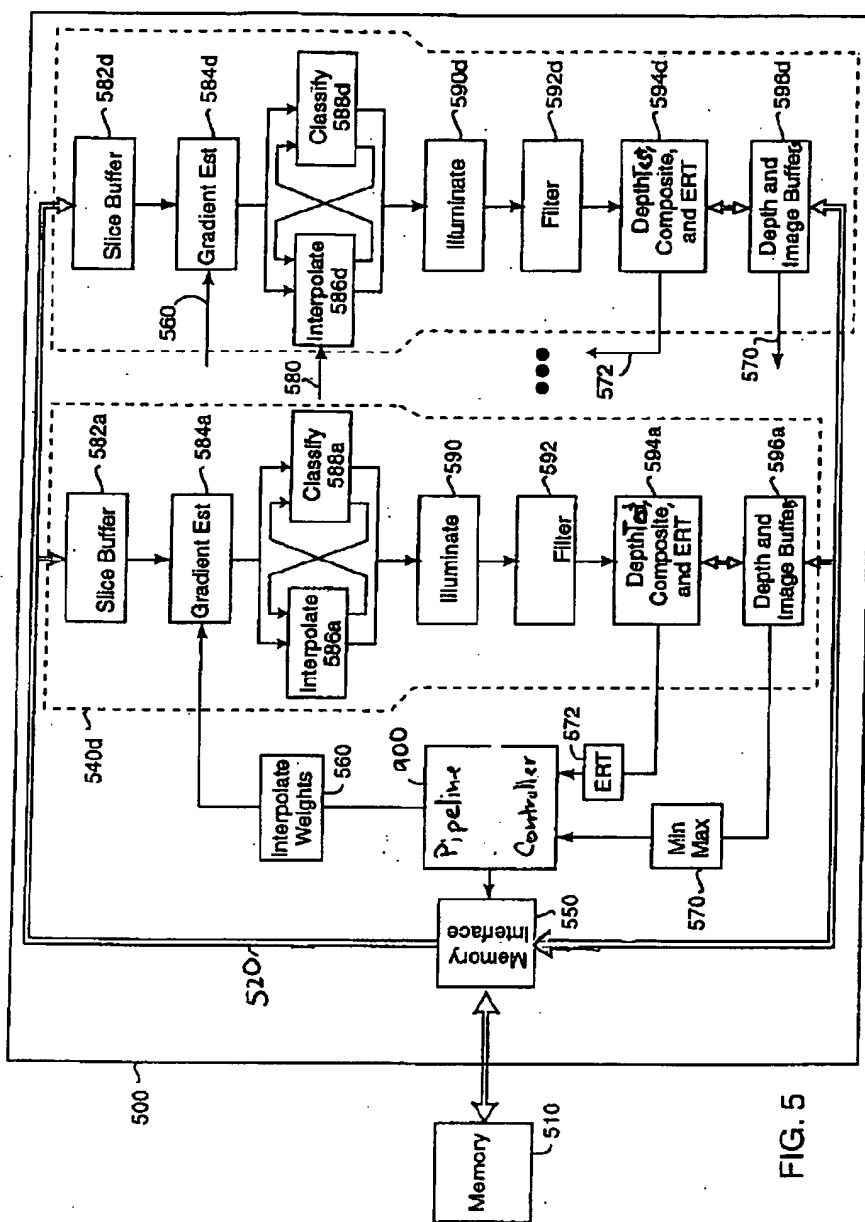 582d
Slice Buffer
584d
Gradient Est
560
Classify
588d
Interpolate
586d
580
590d
Illuminate
592d
Filter
594d
Depth Test,
Composite,
and ERT
572
596d
Depth and
Image Buffer
570
582a
Slice Buffer
584a
Gradient Est
Classify
588a
Interpolate
586a
590
Illuminate
592
Filter
594a
Depth Test,
Composite,
and ERT
596a
Depth and
Image Buffer
540d
Interpolate
Weights
560
900
Pipeline
Controller
572
ERT
Min
Max
570
520
Memory
Interface
550
500
Memory
510
FIG. 5